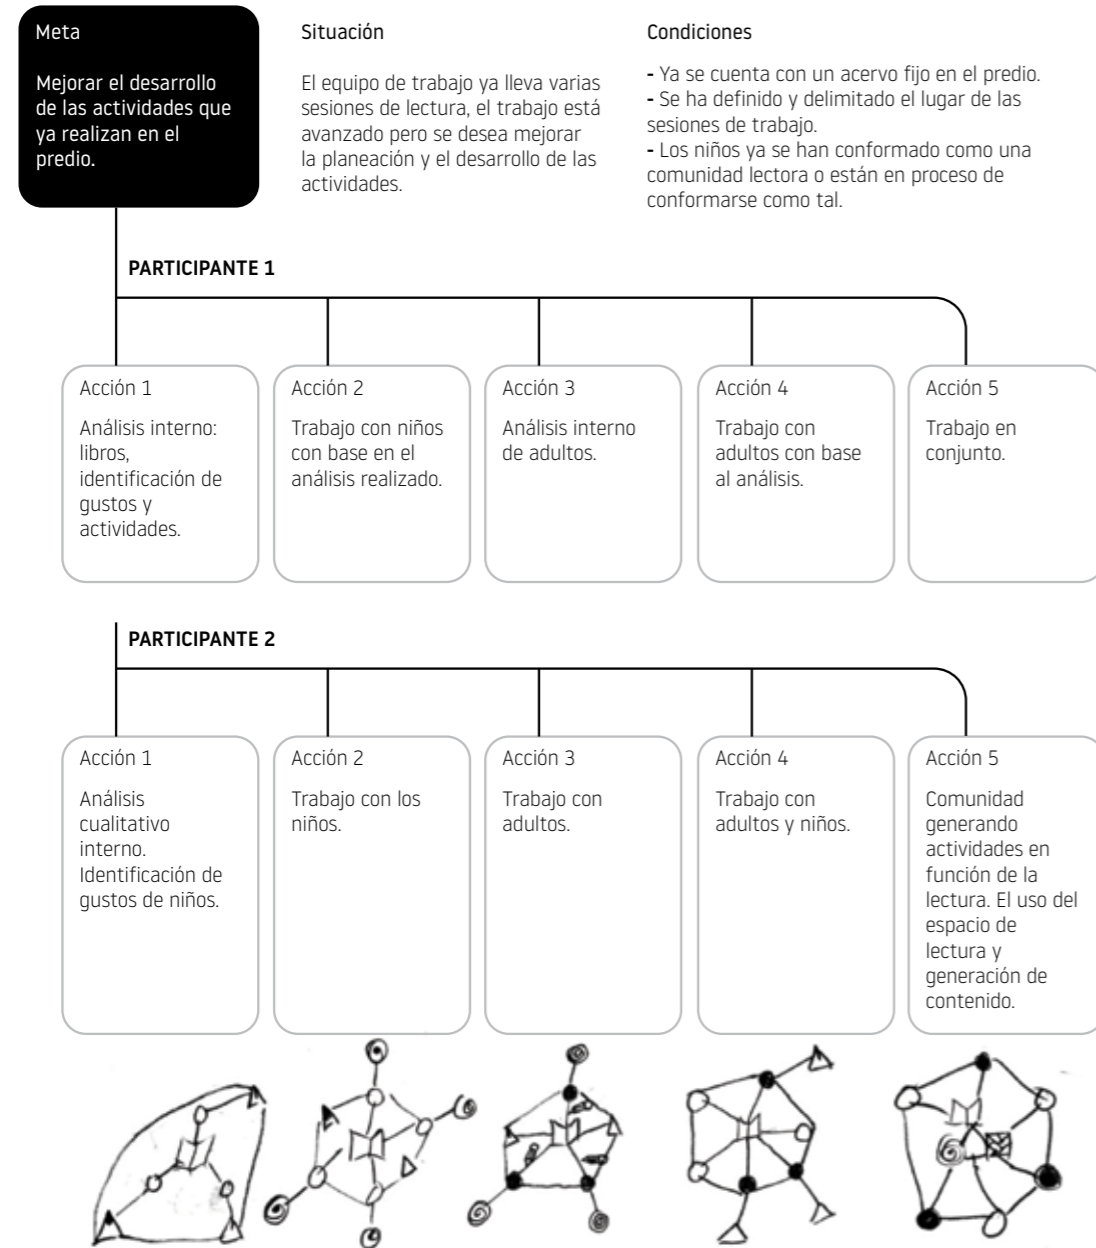 Meta
Mejorar el desarrollo
de las actividades que
ya realizan en el
predio.
Situación
El equipo de trabajo ya lleva varias
sesiones de lectura, el trabajo está
avanzado pero se desea mejorar
la planeación y el desarrollo de las
actividades.
Condiciones
- Ya se cuenta con un acervo fijo en el predio.
- Se ha definido y delimitado el lugar de las
sesiones de trabajo.
- Los niños ya se han conformado como una
comunidad lectora o están en proceso de
conformarse como tal.
PARTICIPANTE 1
Acción 1
Análisis interno:
libros,
identificación de
gustos y
actividades.
Acción 2
Trabajo con niños
con base en el
análisis realizado.
Acción 3
Análisis interno
de adultos.
Acción 4
Trabajo con
adultos con base
al análisis.
Acción 5
Trabajo en
conjunto.
PARTICIPANTE 2
Acción 1
Análisis
cualitativo
interno.
Identificación de
gustos de niños.
Acción 2
Trabajo con los
niños.
Acción 3
Trabajo con
adultos.
Acción 4
Trabajo con
adultos y niños.
Acción 5
Comunidad
generando
actividades en
función de la
lectura. El uso del
espacio de
lectura y
generación de
contenido.